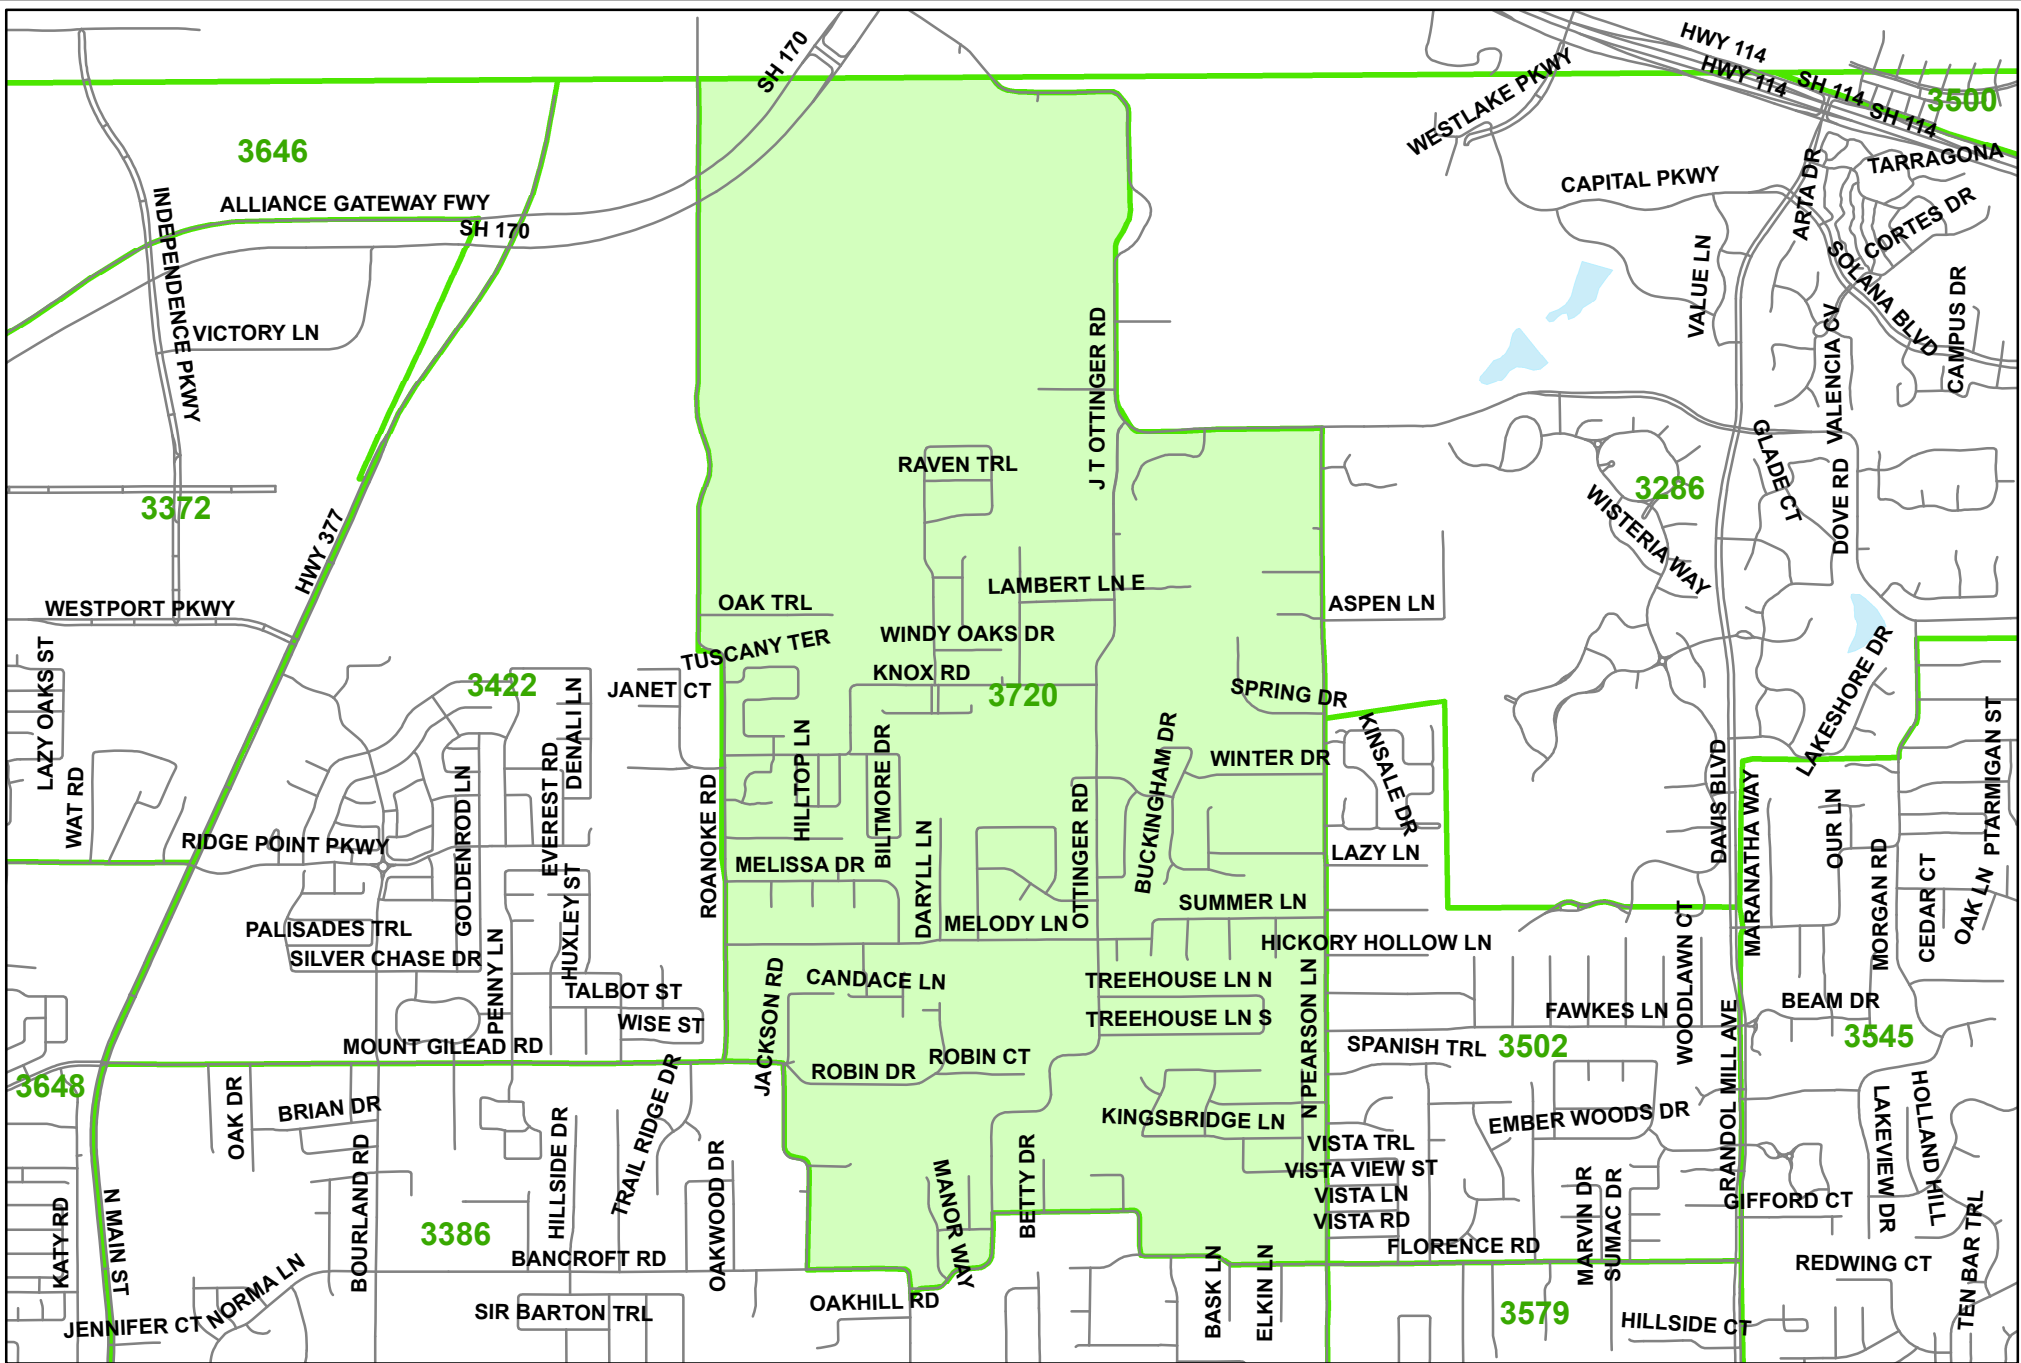 HWY 114
SH 170
WESTLAKE PKWY
HWY 114
SH 114
SH 114
3500
3646
TARRAGONA
ARTA DR
CAPITAL PKWY
ALLIANCE GATEWAY FWY
SH 170
CORTES DR
INDEPENDENCE PKWY
SOLANA BLVD
VALUE LN
CAMPUS DR
VICTORY LN
J T OTTINGER RD
VALENCIA CV
RAVEN TRL
GLADE CT
3286
DOVE RD
3372
HWY 377
WISTERIA WAY
LAMBERT LN E
OAK TRL
ASPEN LN
WESTPORT PKWY
WINDY OAKS DR
TUSCANY TER
LAZY OAKS ST
KNOX RD
3422
JANET CT
3720
SPRING DR
LAKESHORE DR
DENALI LN
KINSALE DR
PTARMIGAN ST
HILLTOP LN
BILTMORE DR
BUCKINGHAM DR
WINTER DR
DAVIS BLVD
MARANATHA WAY
WAT RD
GOLDENROD LN
EVEREST RD
ROANOKE RD
OTTINGER RD
OUR LN
RIDGE POINT PKWY
LAZY LN
MELISSA DR
DARYLL LN
MORGAN RD
CEDAR CT
OAK LN
HUXLEY ST
SUMMER LN
PALISADES TRL
MELODY LN
WOODLAWN CT
HICKORY HOLLOW LN
SILVER CHASE DR
PENNY LN
CANDACE LN
TREEHOUSE LN N
TALBOT ST
JACKSON RD
N PEARSON LN
FAWKES LN
BEAM DR
WISE ST
TREEHOUSE LN S
3545
MOUNT GILEAD RD
ROBIN CT
SPANISH TRL
3502
RANDOL MILL AVE
3648
ROBIN DR
OAK DR
BRIAN DR
TRAIL RIDGE DR
HILLSIDE DR
KINGSBRIDGE LN
EMBER WOODS DR
LAKEVIEW DR
HOLLAND HILL
VISTA TRL
BOURLAND RD
OAKWOOD DR
MANOR WAY
BETTY DR
VISTA VIEW ST
VISTA LN
MARVIN DR
SUMAC DR
GIFFORD CT
KATY RD
N MAIN ST
3386
VISTA RD
FLORENCE RD
TEN BAR TRL
BANCROFT RD
REDWING CT
NORMA LN
BASK LN
ELKIN LN
OAKHILL RD
SIR BARTON TRL
3579
JENNIFER CT
HILLSIDE CT